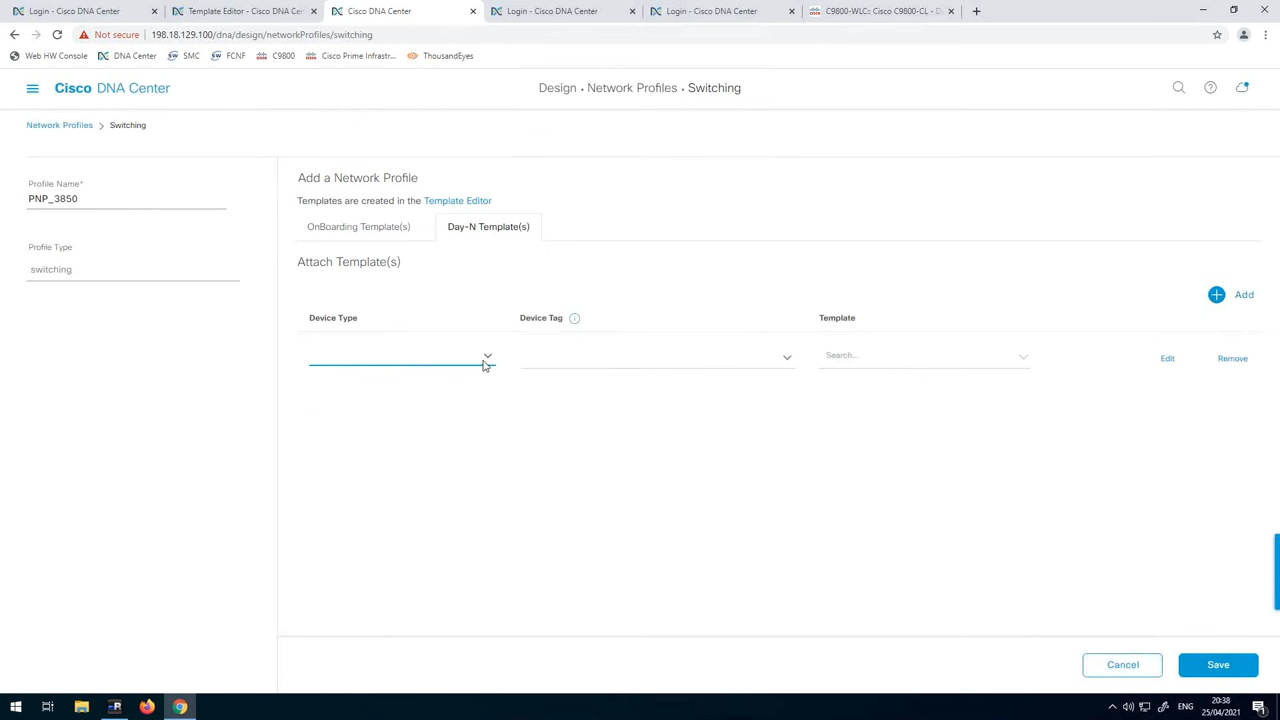 Login - Cisco DNA Center
Template Editor - Cisco DNA Cen
Cisco DNA Center
Login - Cisco DNA Center
Login - Cisco DNA Center
C9800-WLC:: Cisco C9800-CL - D
Not secure
198.18.129.100/dna/design/networkProfiles/switching
Web HW Console
DNA Center
SMC
FCNF
C9800
Cisco Prime Infrastr...
ThousandEyes
Cisco DNA Center
Design • Network Profiles • Switching
Network Profiles > Switching
Profile Name*
PNP_3850
Profile Type
switching
Add a Network Profile
Templates are created in the Template Editor
OnBoarding Template(s)
Day-N Template(s)
Attach Template(s)
Add
Device Type
Device Tag
Template
Search...
Edit
Remove
Cancel
Save
ENG
20:38
25/04/2021